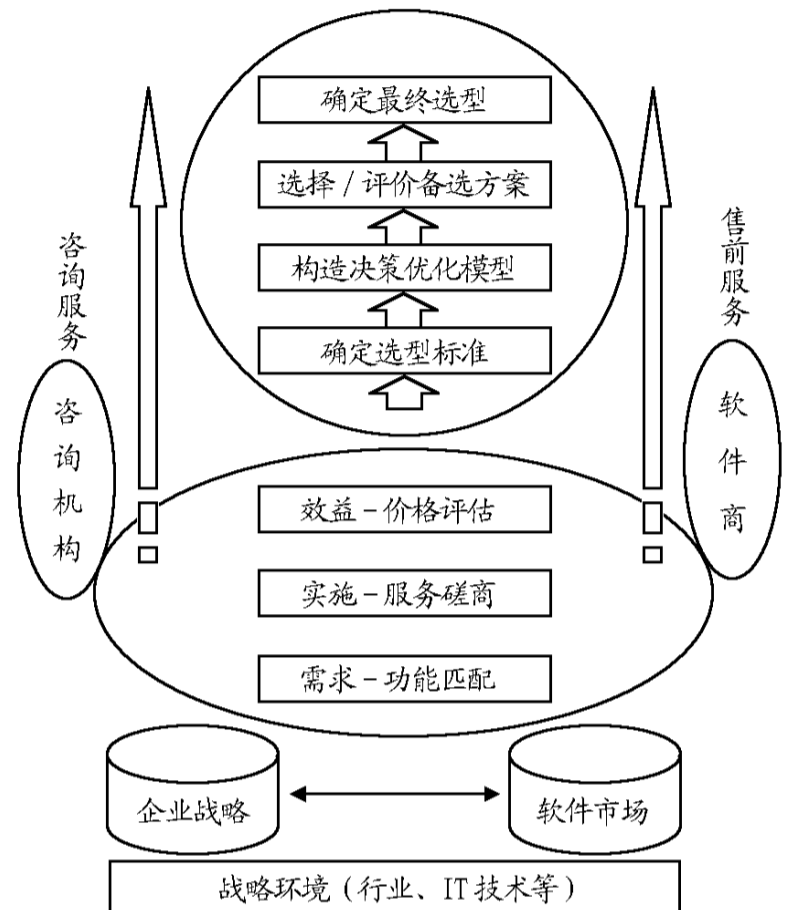 确定最终选型
选择/评价备选方案
构造决策优化模型
确定选型标准
咨询服务
售前服务
咨询机构
软件商
效益-价格评估
实施-服务磋商
需求-功能匹配
企业战略
软件市场
战略环境(行业、IT技术等)